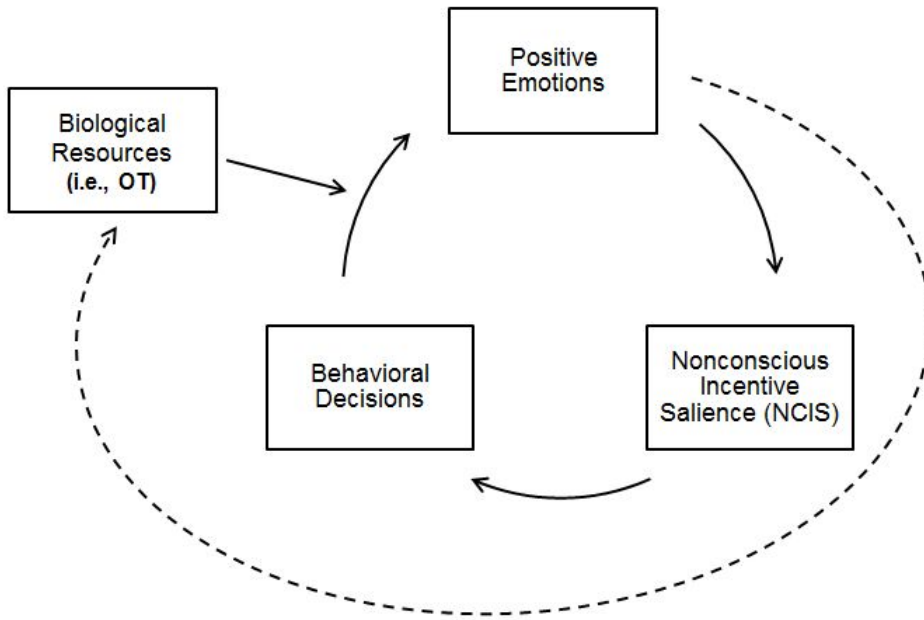 Positive
Emotions
Biological
Resources
(i.e., OT)
Behavioral
Decisions
Nonconscious
Incentive
Salience (NCIS)